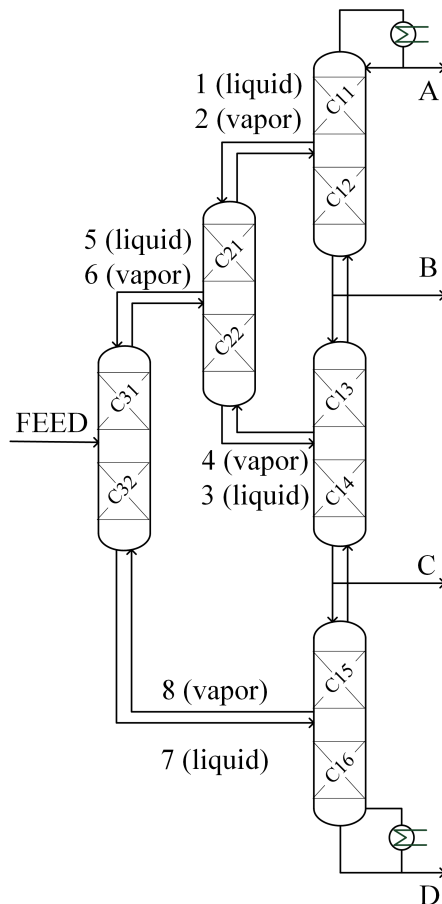 1 (liquid)
2 (vapor)
C11
A
C12
5 (liquid)
6 (vapor)
C21
B
C22
C31
C13
FEED
4 (vapor)
3 (liquid)
C32
C14
C
C15
8 (vapor)
7 (liquid)
C16
D